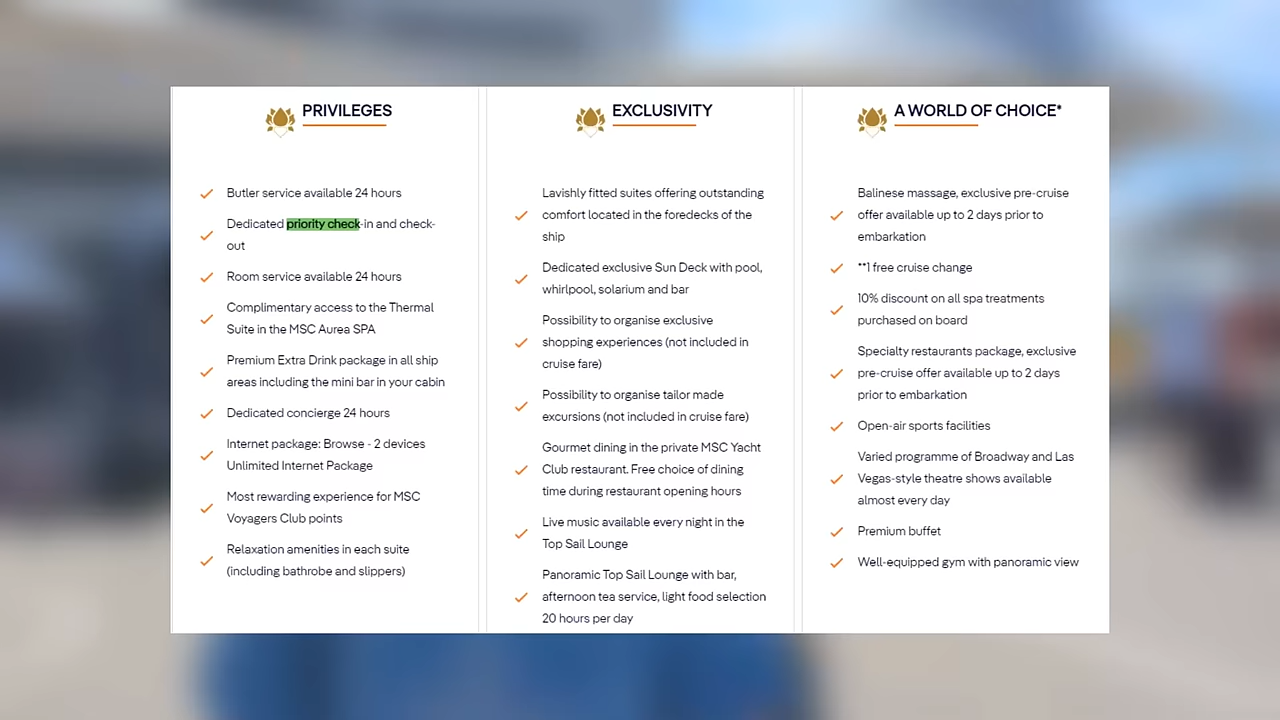 PRIVILEGES
Butler service available 24 hours
Dedicated priority check-in and check-
out
Room service available 24 hours
Complimentary access to the Thermal
Suite in the MSC Aurea SPA
Premium Extra Drink package in all ship
areas including the mini bar in your cabin
Dedicated concierge 24 hours
Internet package: Browse - 2 devices
Unlimited Internet Package
Most rewarding experience for MSC
Voyagers Club points
Relaxation amenities in each suite
(including bathrobe and slippers)
EXCLUSIVITY
Lavishly fitted suites offering outstanding
comfort located in the foredecks of the
ship
Dedicated exclusive Sun Deck with pool,
whirlpool, solarium and bar
Possibility to organise exclusive
shopping experiences (not included in
cruise fare)
Possibility to organise tailor made
excursions (not included in cruise fare)
Gourmet dining in the private MSC Yacht
Club restaurant. Free choice of dining
time during restaurant opening hours
Live music available every night in the
Top Sail Lounge
Panoramic Top Sail Lounge with bar,
afternoon tea service, light food selection
20 hours per day
A WORLD OF CHOICE*
Balinese massage, exclusive pre-cruise
offer available up to 2 days prior to
embarkation
**1 free cruise change
10% discount on all spa treatments
purchased on board
Specialty restaurants package, exclusive
pre-cruise offer available up to 2 days
prior to embarkation
Open-air sports facilities
Varied programme of Broadway and Las
Vegas-style theatre shows available
almost every day
Premium buffet
Well-equipped gym with panoramic view